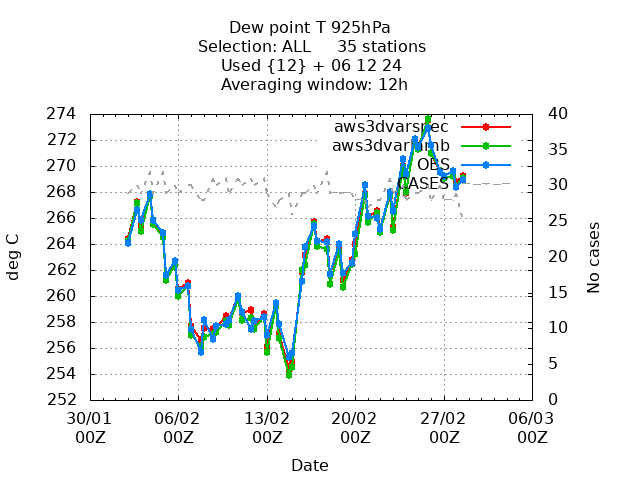 Dew point T 925hPa
Selection: ALL 35 stations
Used {12} + 06 12 24
Averaging window: 12h
274
272
270
268
266
264
262
260
258
256
254
252
deg C
40
35
30
25
20
15
10
5
0
No cases
aws3dvarspec
OBS
CASES
30/01 06/02 13/02 20/02 27/02 06/03
00Z 00Z 00Z 00Z 00Z 00Z
Date